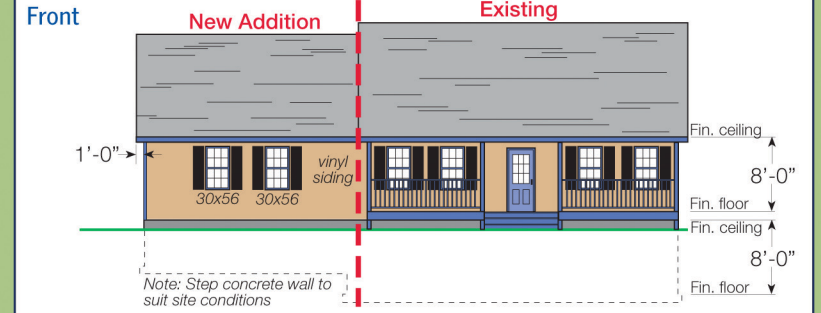 Front
New Addition
Existing
Fin. ceiling
1’-0”
vinyl
siding
8’-0”
30x56
30x56
Fin. floor
Fin. ceiling
8’-0”
Note: Step concrete wall to
suit site conditions
Fin. floor